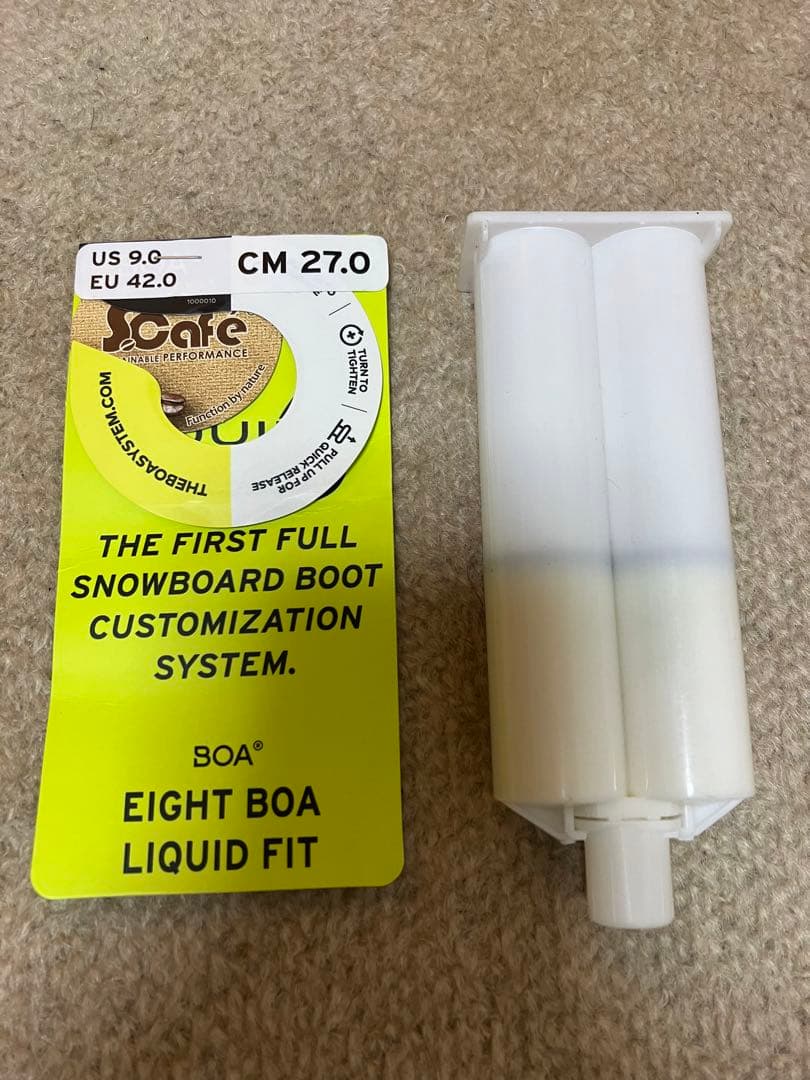 US 9.0
EU 42.0
CM 27.0
1000010
S.Café
PERFORMANCE
Function by nature
TURN TO
TIGHTEN
PULL UP FOR
QUICK RELEASE
THEBOASYSTEM.COM
THE FIRST FULL
SNOWBOARD BOOT
CUSTOMIZATION
SYSTEM.
BOA®
EIGHT BOA
LIQUID FIT